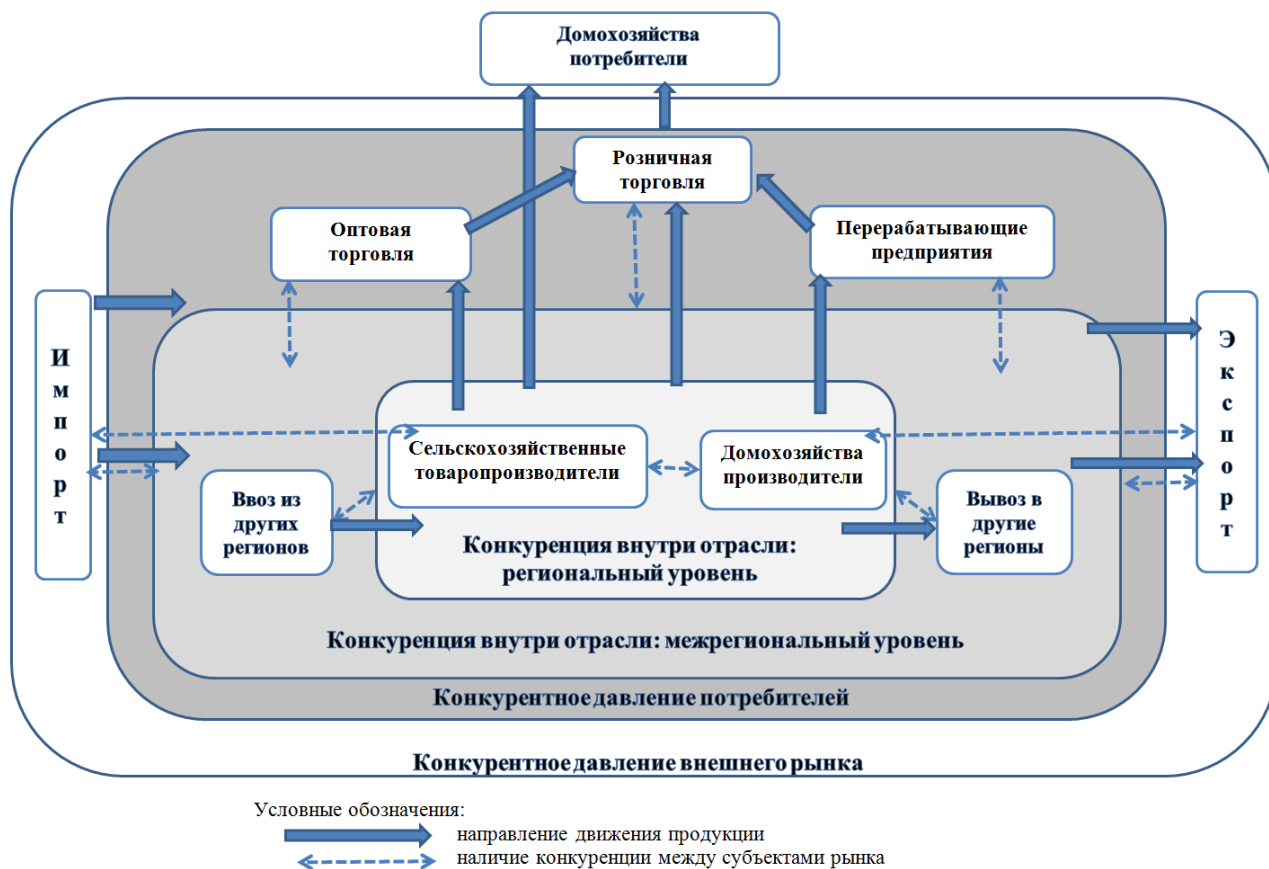 Домохозяйства
потребители
Розничная
торговля
Оптовая
торговля
Перерабатывающие
предприятия
Импорт
Экспорт
Сельскохозяйственные
товаропроизводители
Домохозяйства
производители
Ввоз из
других
регионов
Вывоз в
другие
регионы
Конкуренция внутри отрасли:
региональный уровень
Конкуренция внутри отрасли: межрегиональный уровень
Конкурентное давление потребителей
Конкурентное давление внешнего рынка
Условные обозначения:
направление движения продукции
наличие конкуренции между субъектами рынка